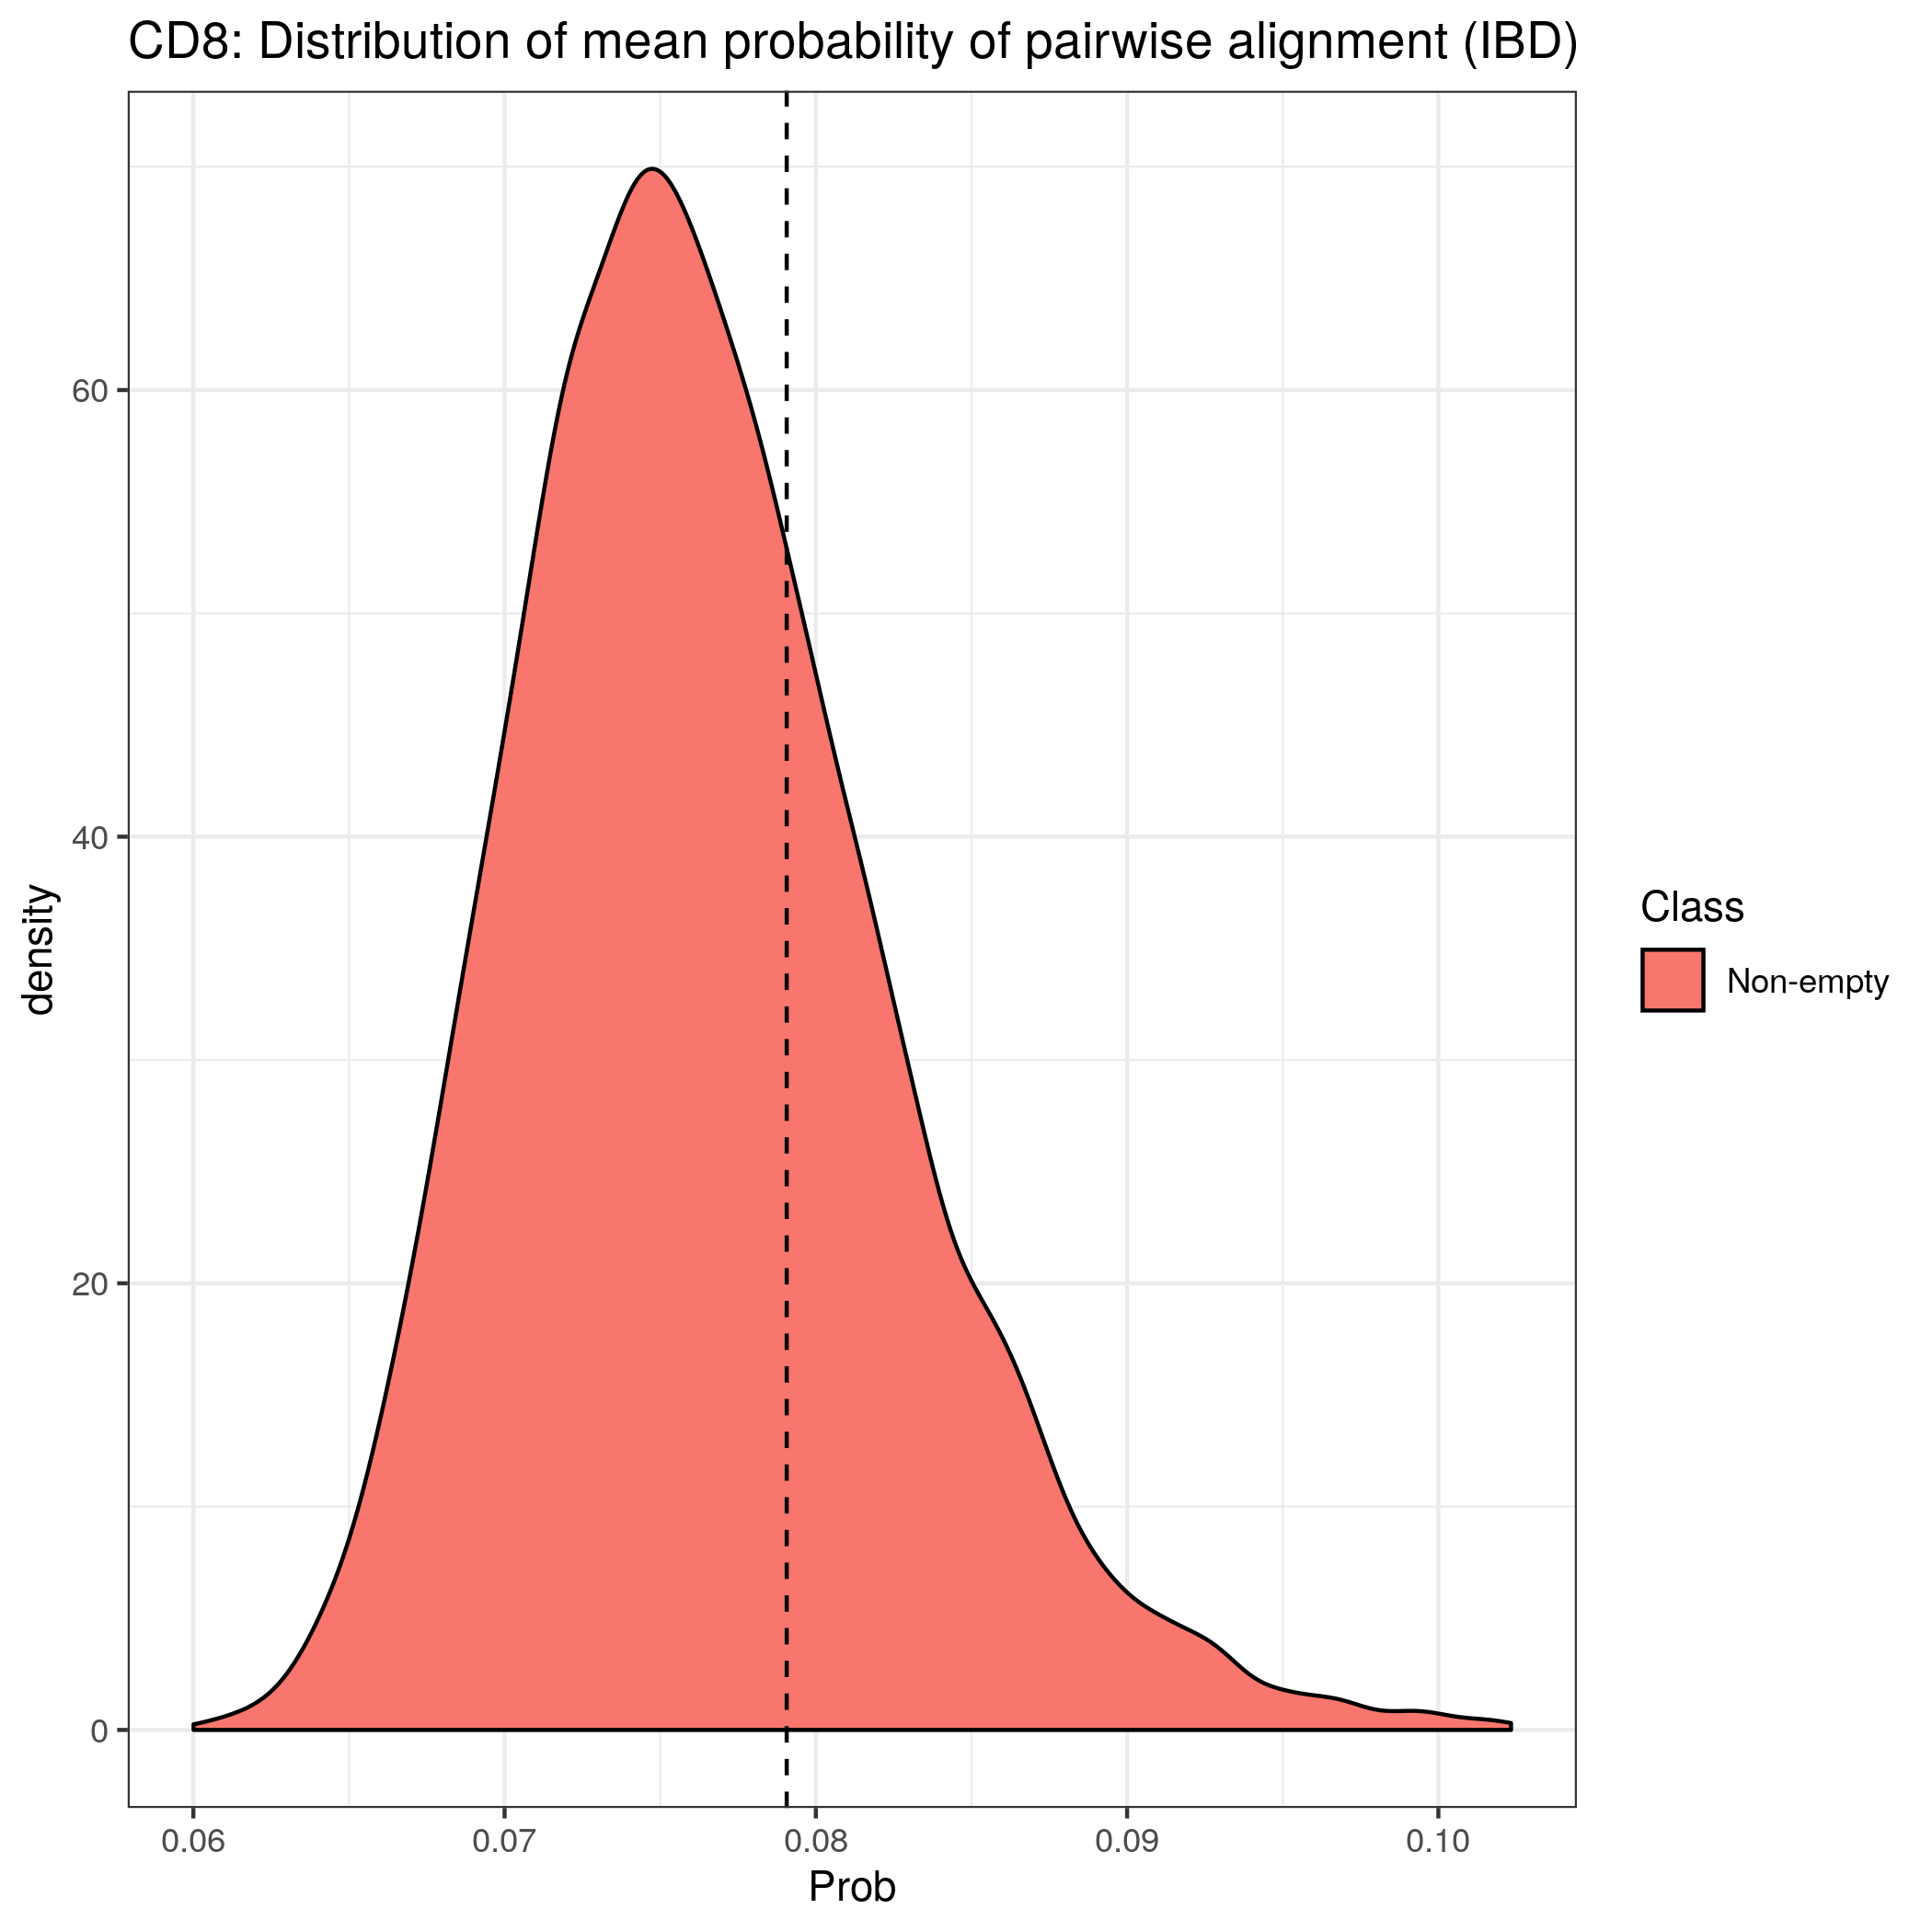 CD8: Distribution of mean probability of pairwise alignment (IBD)
density
60
40
20
0
0.06 0.07 0.08 0.09 0.10
Prob
Class
Non-empty